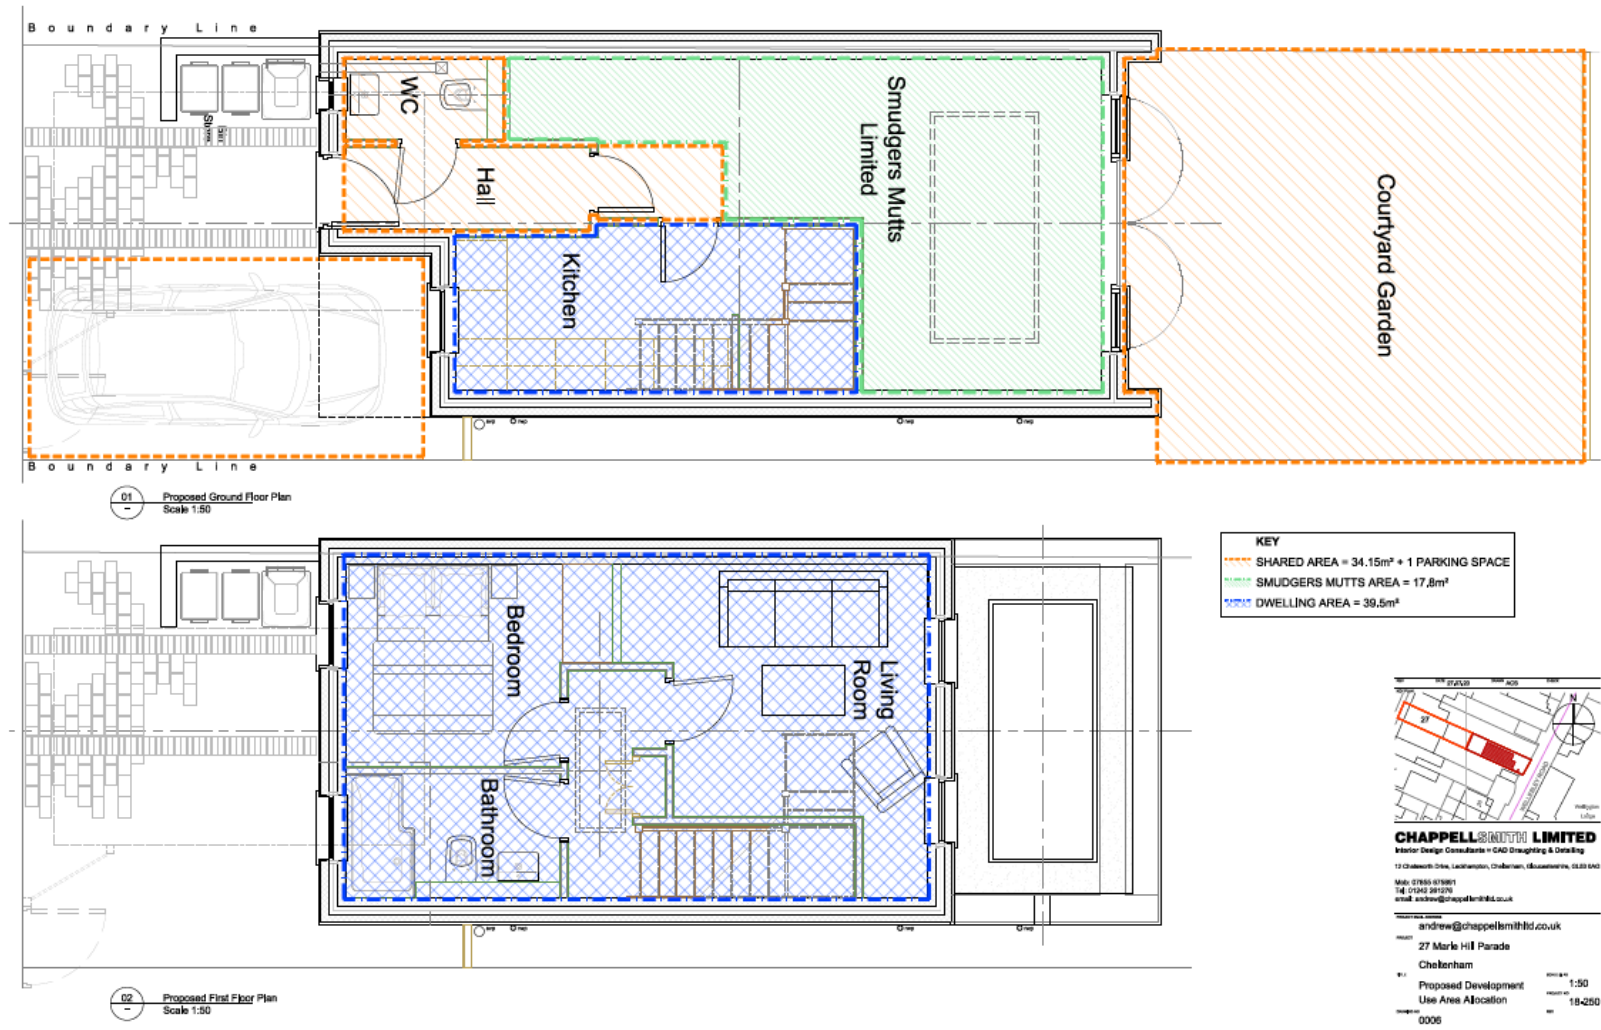 Boundary Line
WC
Hall
Kitchen
Smudgers Mutts
Limited
Courtyard Garden
Boundary Line
01
Proposed Ground Floor Plan
Scale 1:50
KEY
SHARED AREA = 34.15m² + 1 PARKING SPACE
SMUDGERS MUTTS AREA = 17.8m²
DWELLING AREA = 39.5m²
Bedroom
Living
Room
Bathroom
02
Proposed First Floor Plan
Scale 1:50
N
27
WELLESLEY ROAD
CHAPPELLSMITH LIMITED
Interior Design Consultants • CAD Draughting & Detailing
andrew@chappellsmithltd.co.uk
27 Marle Hill Parade
Cheltenham
Proposed Development
Use Area Allocation
1:50
18-250
0006